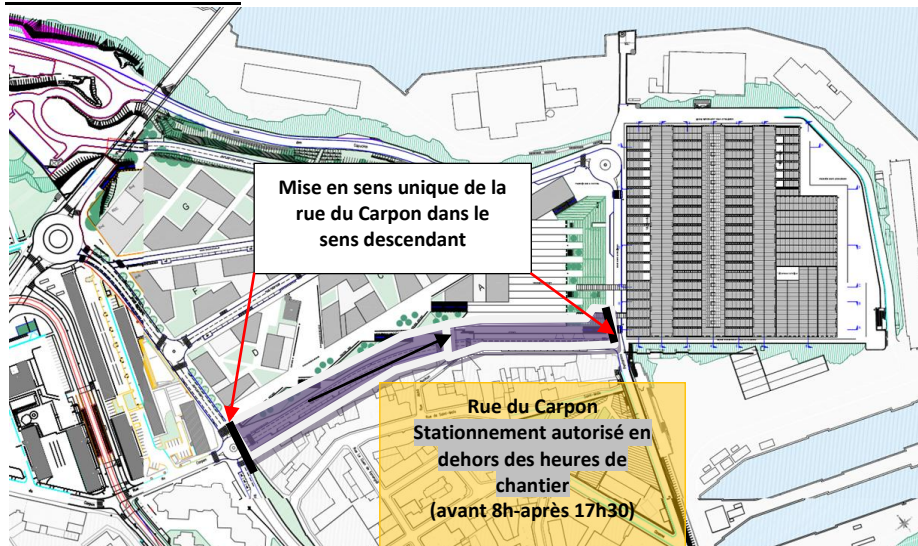 Mise en sens unique de la
rue du Carpon dans le
sens descendant
G
F
D
A
Rue du Carpon
Stationnement autorisé en
dehors des heures de
chantier
(avant 8h-après 17h30)